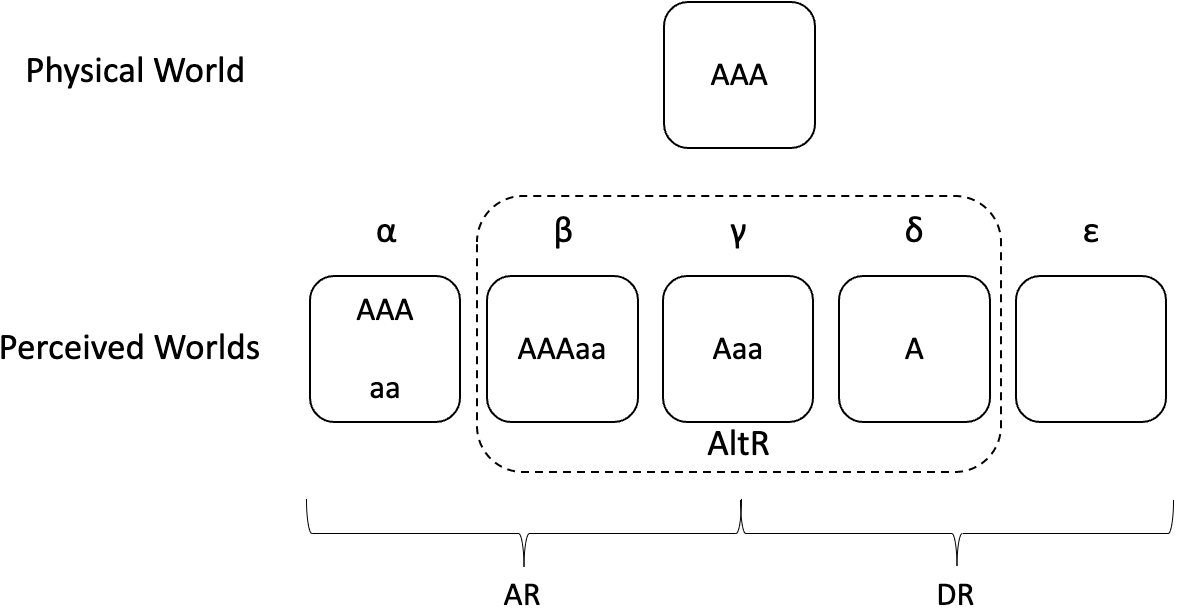 Physical World
AAA
α
β
γ
δ
ε
Perceived Worlds
AAA
aa
AAAaa
Aaa
A
AltR
AR
DR